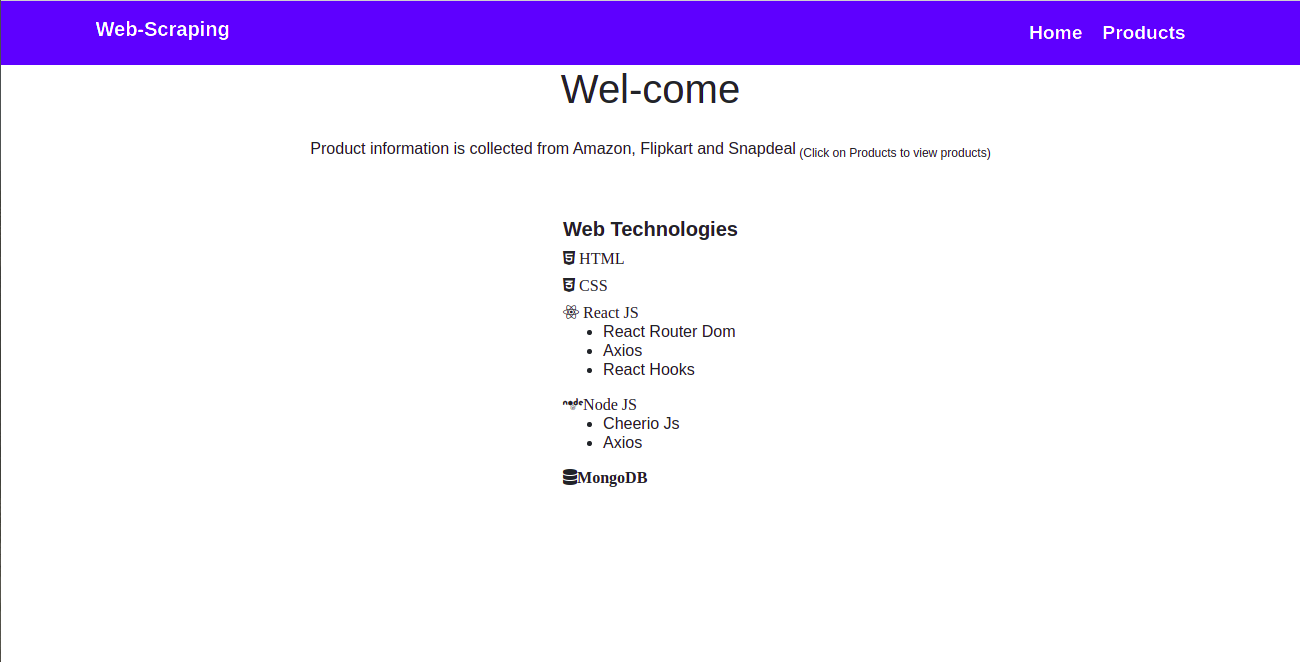 Web-Scraping
Home Products
Wel-come
Product information is collected from Amazon, Flipkart and Snapdeal (Click on Products to view products)
Web Technologies
HTML
CSS
React JS
React Router Dom
Axios
React Hooks
node Node JS
Cheerio Js
Axios
MongoDB